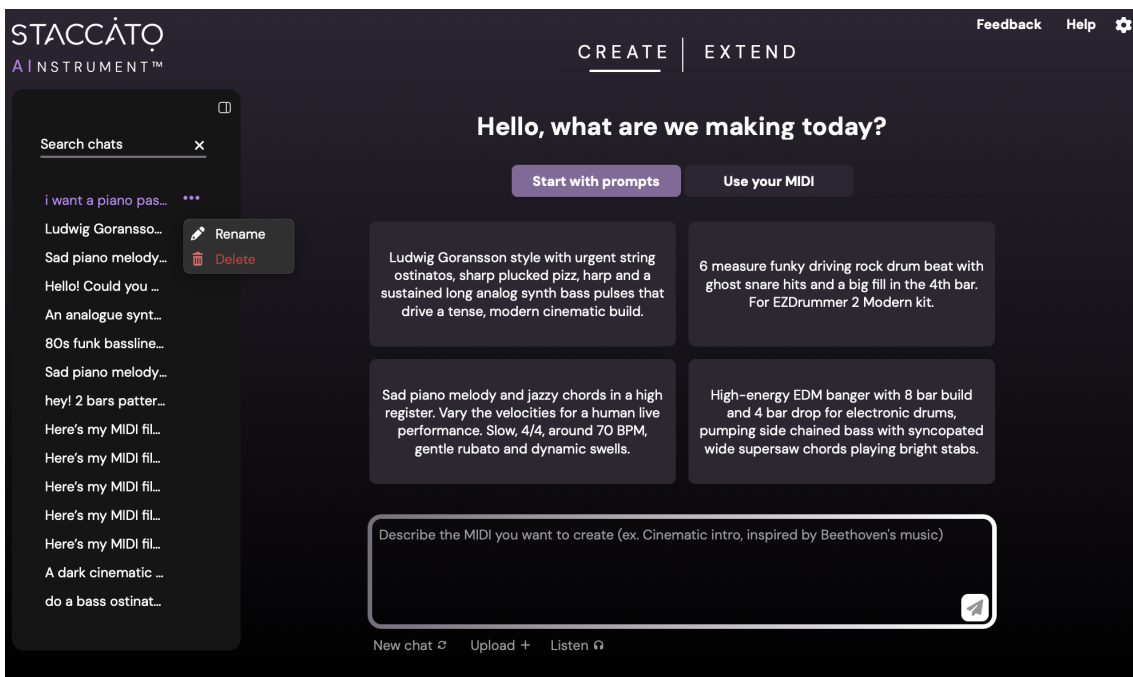 STACCATO
AINSTRUMENT™
CREATE
EXTEND
Feedback
Help
Search chats
i want a piano pas...
Ludwig Goransso...
Sad piano melody...
Hello! Could you ...
An analogue synt...
80s funk bassline...
Sad piano melody...
hey! 2 bars patter...
Here's my MIDI fil...
Here's my MIDI fil...
Here's my MIDI fil...
Here's my MIDI fil...
Here's my MIDI fil...
A dark cinematic ...
do a bass ostinat...
Rename
Delete
Hello, what are we making today?
Start with prompts
Use your MIDI
Ludwig Goransson style with urgent string
ostinatos, sharp plucked pizz, harp and a
sustained long analog synth bass pulses that
drive a tense, modern cinematic build.
6 measure funky driving rock drum beat with
ghost snare hits and a big fill in the 4th bar.
For EZDrummer 2 Modern kit.
Sad piano melody and jazzy chords in a high
register. Vary the velocities for a human live
performance. Slow, 4/4, around 70 BPM,
gentle rubato and dynamic swells.
High-energy EDM banger with 8 bar build
and 4 bar drop for electronic drums,
pumping side chained bass with syncopated
wide supersaw chords playing bright stabs.
Describe the MIDI you want to create (ex. Cinematic intro, inspired by Beethoven's music)
New chat
Upload +
Listen